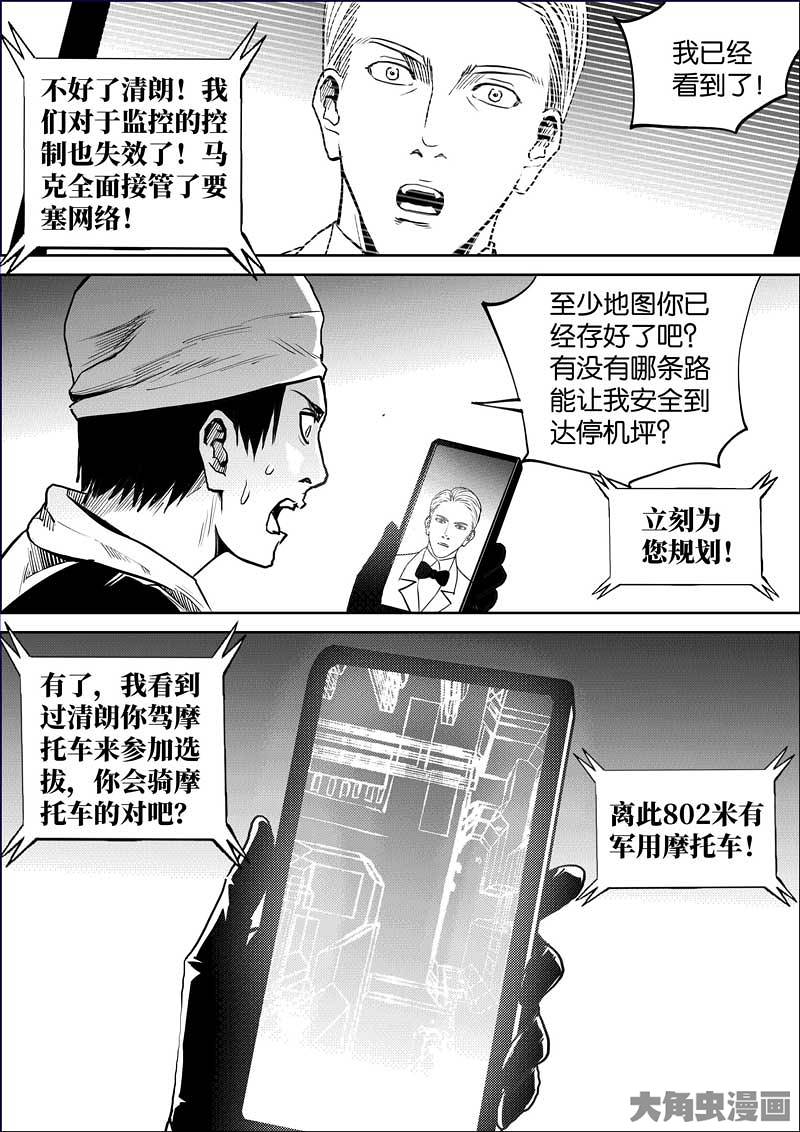 不好了清朗！我
们对于监控的控
制也失效了！马
克全面接管了要
塞网络！
我已经
看到了！
至少地图你已
经存好了吧？
有没有哪条路
能让我安全到
达停机坪？
立刻为
您规划！
有了，我看到
过清朗你驾摩
托车来参加选
拔，你会骑摩
托车的对吧？
离此802米有
军用摩托车！
大角虫漫画